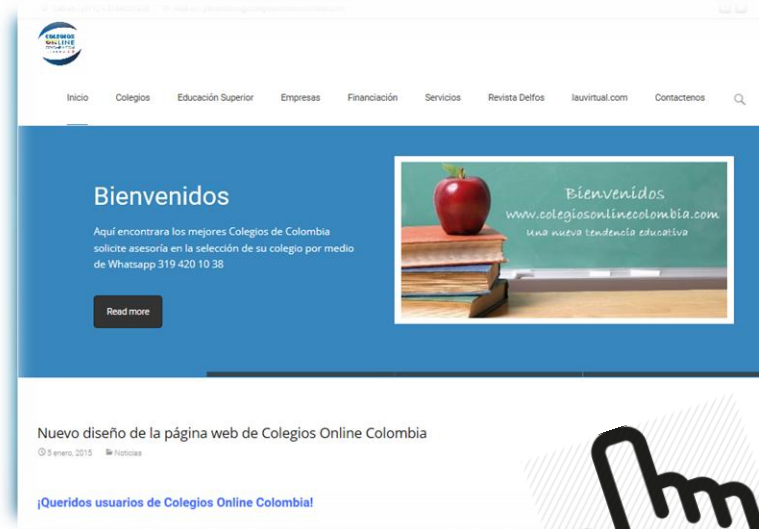 COLEGIOS
ONLINE
Inicio Colegios Educación Superior Empresas Financiación Servicios Revista Delfos lauvirtual.com Contactenos
Bienvenidos
Aquí encontrara los mejores Colegios de Colombia
solicite asesoría en la selección de su colegio por medio
de Whatsapp 319 420 10 38
Read more
Bienvenidos
www.colegiosonlinecolombia.com
Una nueva tendencia educativa
Nuevo diseño de la página web de Colegios Online Colombia
5 enero, 2015 Noticias
¡Queridos usuarios de Colegios Online Colombia!